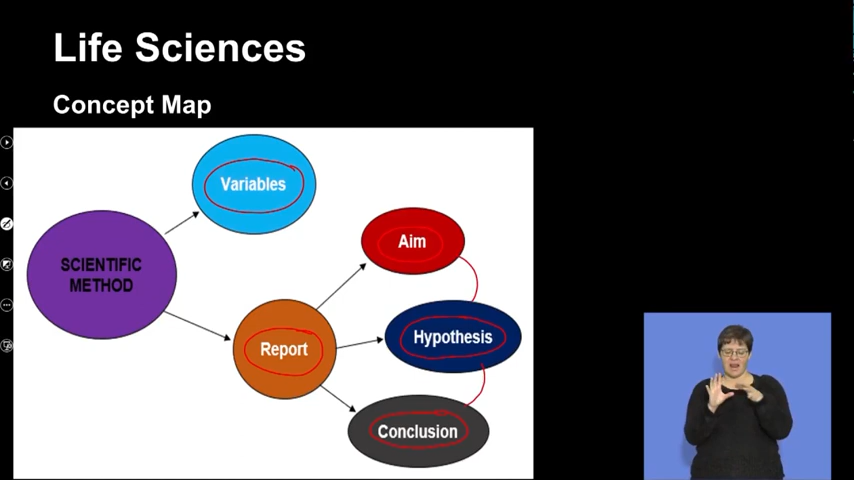 Life Sciences
Concept Map
Variables
SCIENTIFIC
METHOD
Aim
Hypothesis
Report
Conclusion